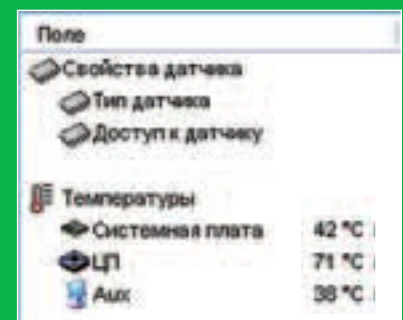 Поле
Свойства датчика
Тип датчика
Доступ к датчику
Температуры
Системная плата 42 °C
ЦП 71 °C
Aux 38 °C